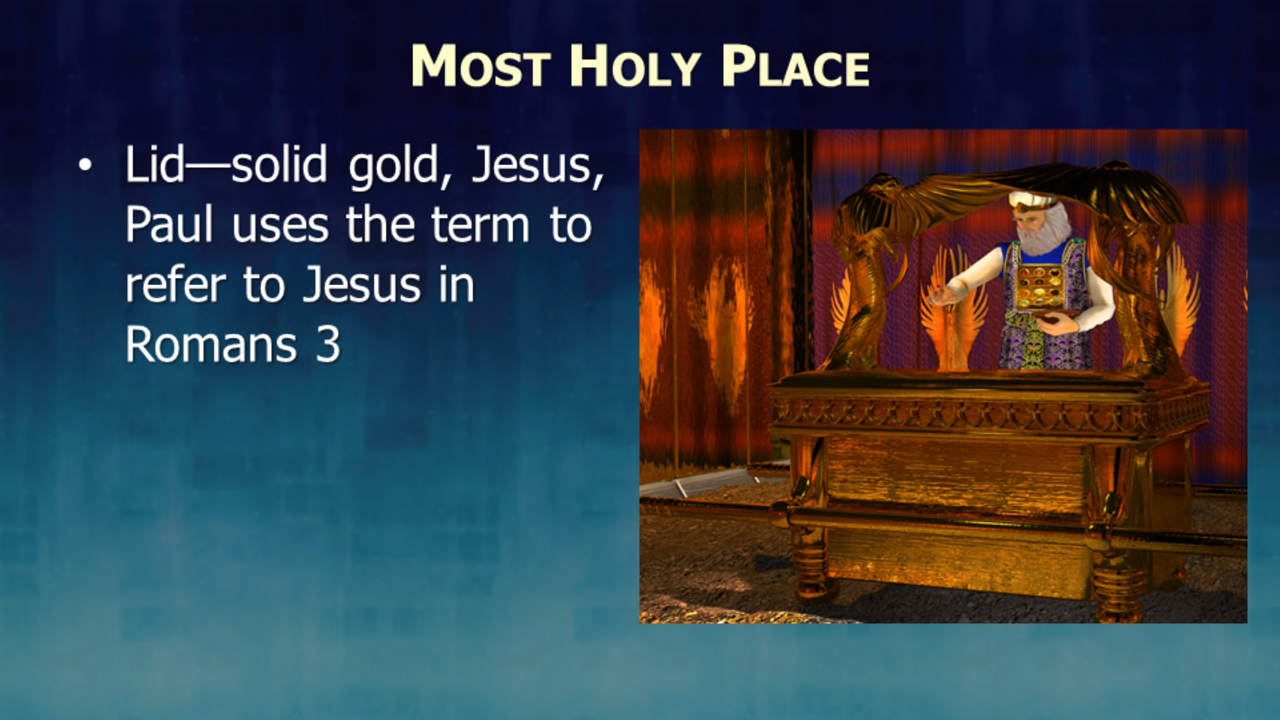 MOST HOLY PLACE
• Lid—solid gold, Jesus,
Paul uses the term to
refer to Jesus in
Romans 3